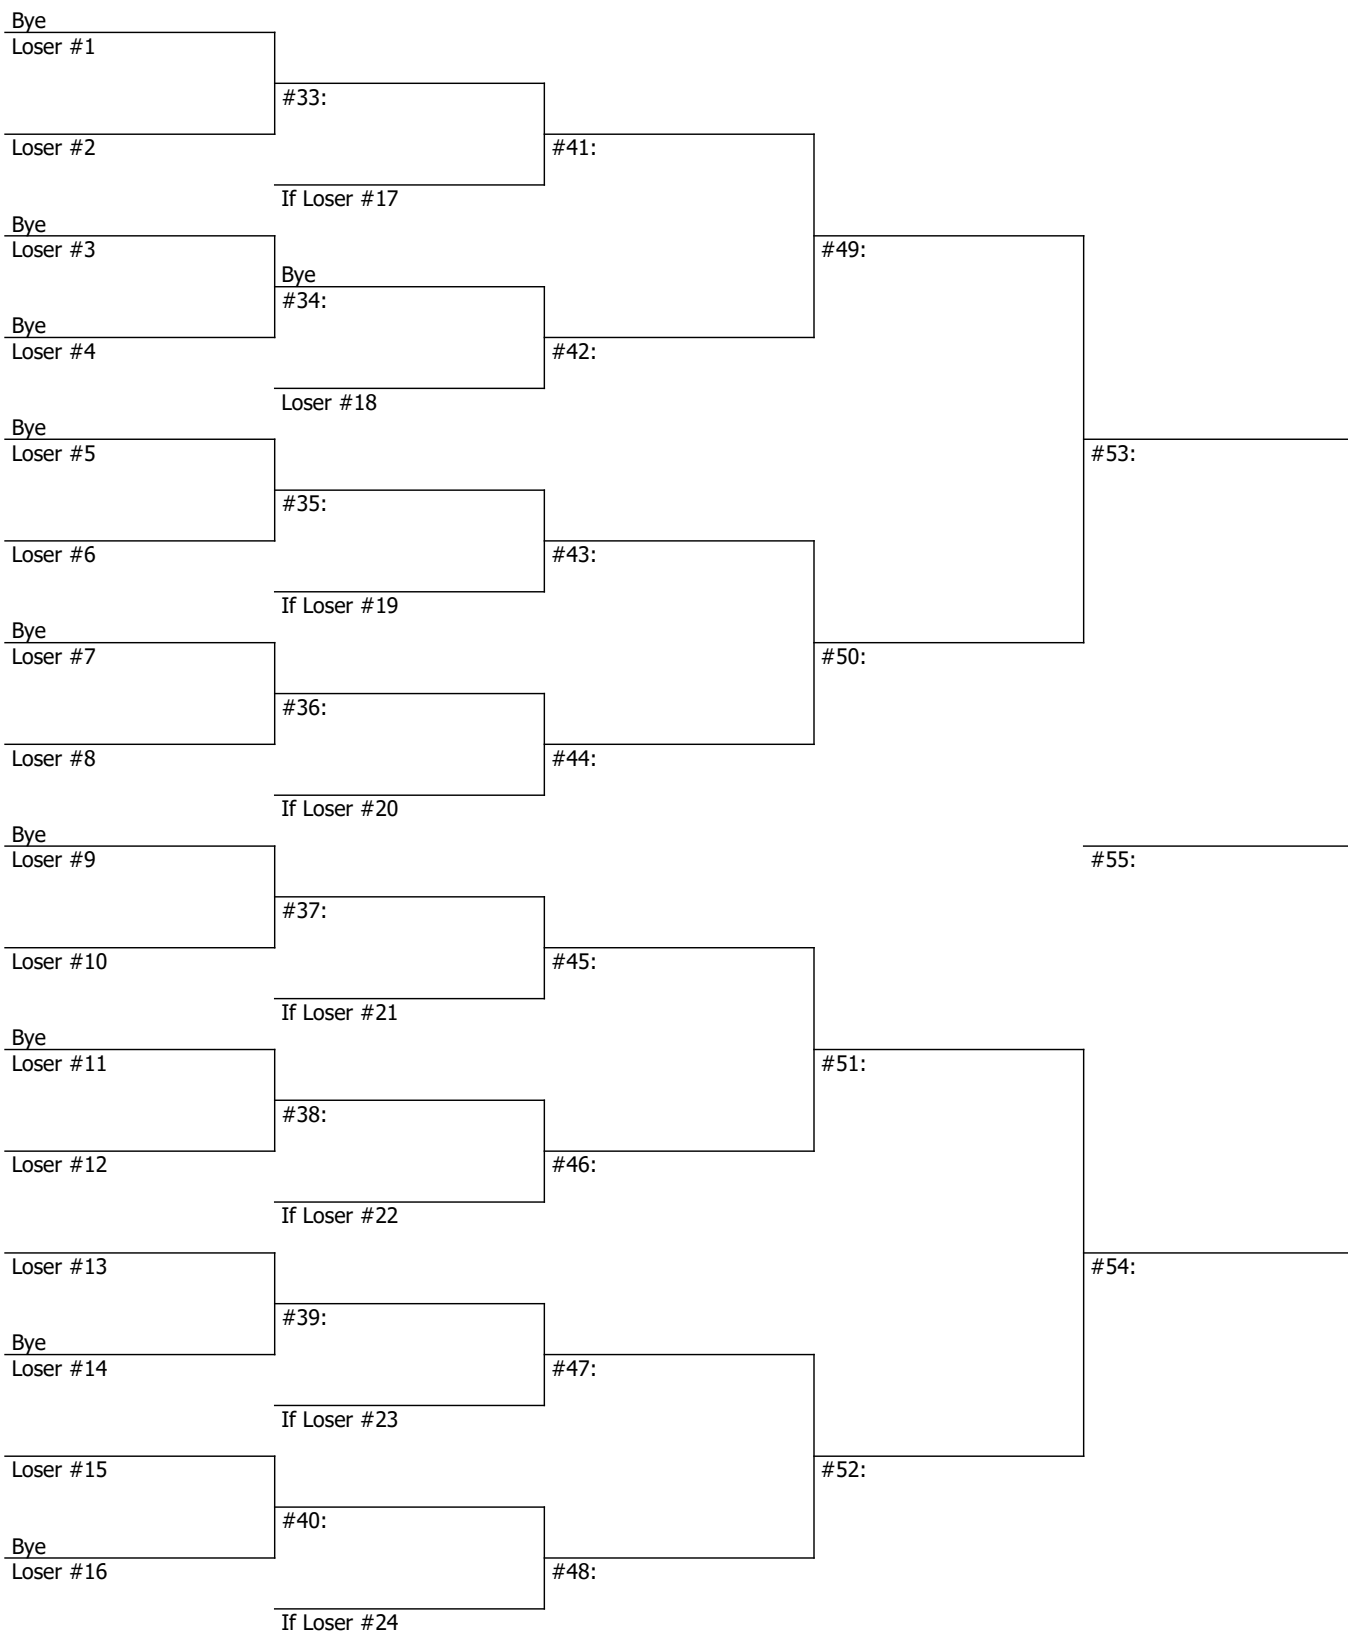 Bye
Loser #1
#33:
Loser #2
#41:
If Loser #17
Bye
Loser #3
#49:
Bye
#34:
Bye
Loser #4
#42:
Loser #18
Bye
Loser #5
#53:
#35:
Loser #6
#43:
If Loser #19
Bye
Loser #7
#50:
#36:
Loser #8
#44:
If Loser #20
Bye
Loser #9
#55:
#37:
Loser #10
#45:
If Loser #21
Bye
Loser #11
#51:
#38:
Loser #12
#46:
If Loser #22
Loser #13
#54:
#39:
Bye
Loser #14
#47:
If Loser #23
Loser #15
#52:
#40:
Bye
Loser #16
#48:
If Loser #24